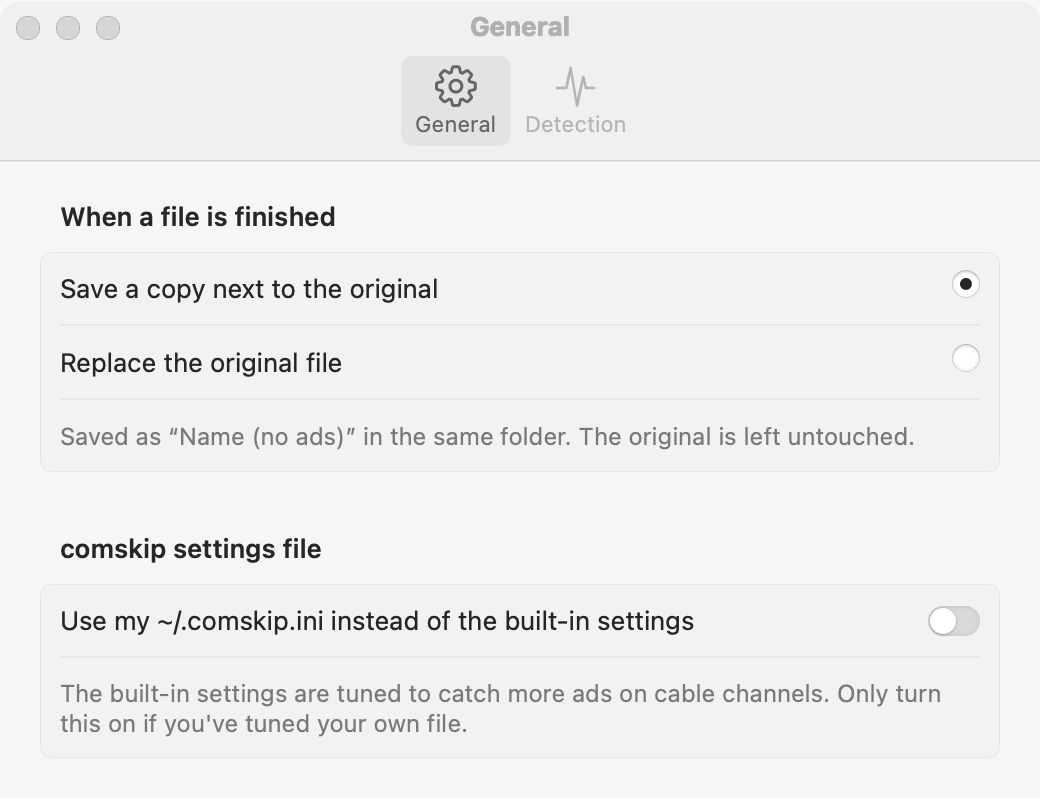 General
General
Detection
When a file is finished
Save a copy next to the original
Replace the original file
Saved as “Name (no ads)” in the same folder. The original is left untouched.
comskip settings file
Use my ~/.comskip.ini instead of the built-in settings
The built-in settings are tuned to catch more ads on cable channels. Only turn
this on if you've tuned your own file.